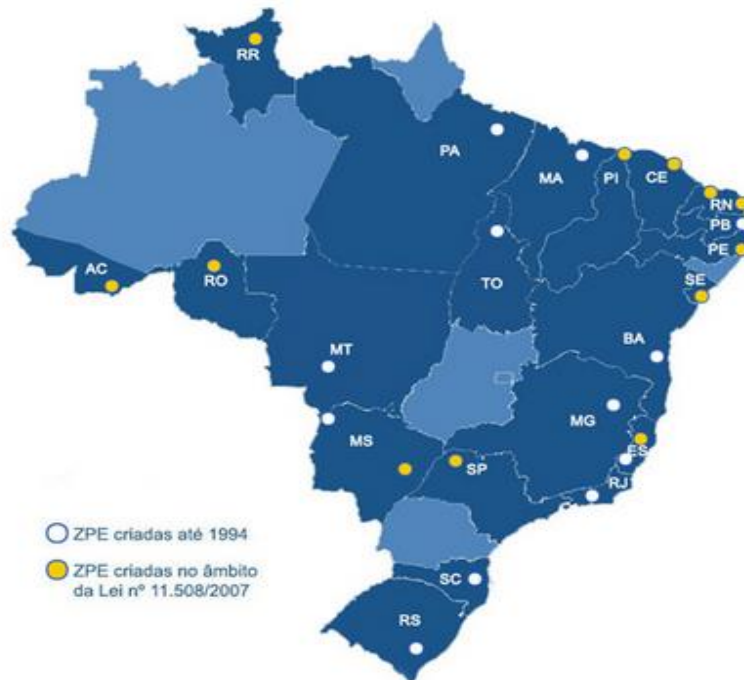 RR
PA
MA
PI
CE
RN
PB
PE
SE
AC
RO
TO
MT
BA
MG
ES
MS
SP
RJ
SC
RS
ZPE criadas até 1994
ZPE criadas no âmbito
da Lei nº 11.508/2007